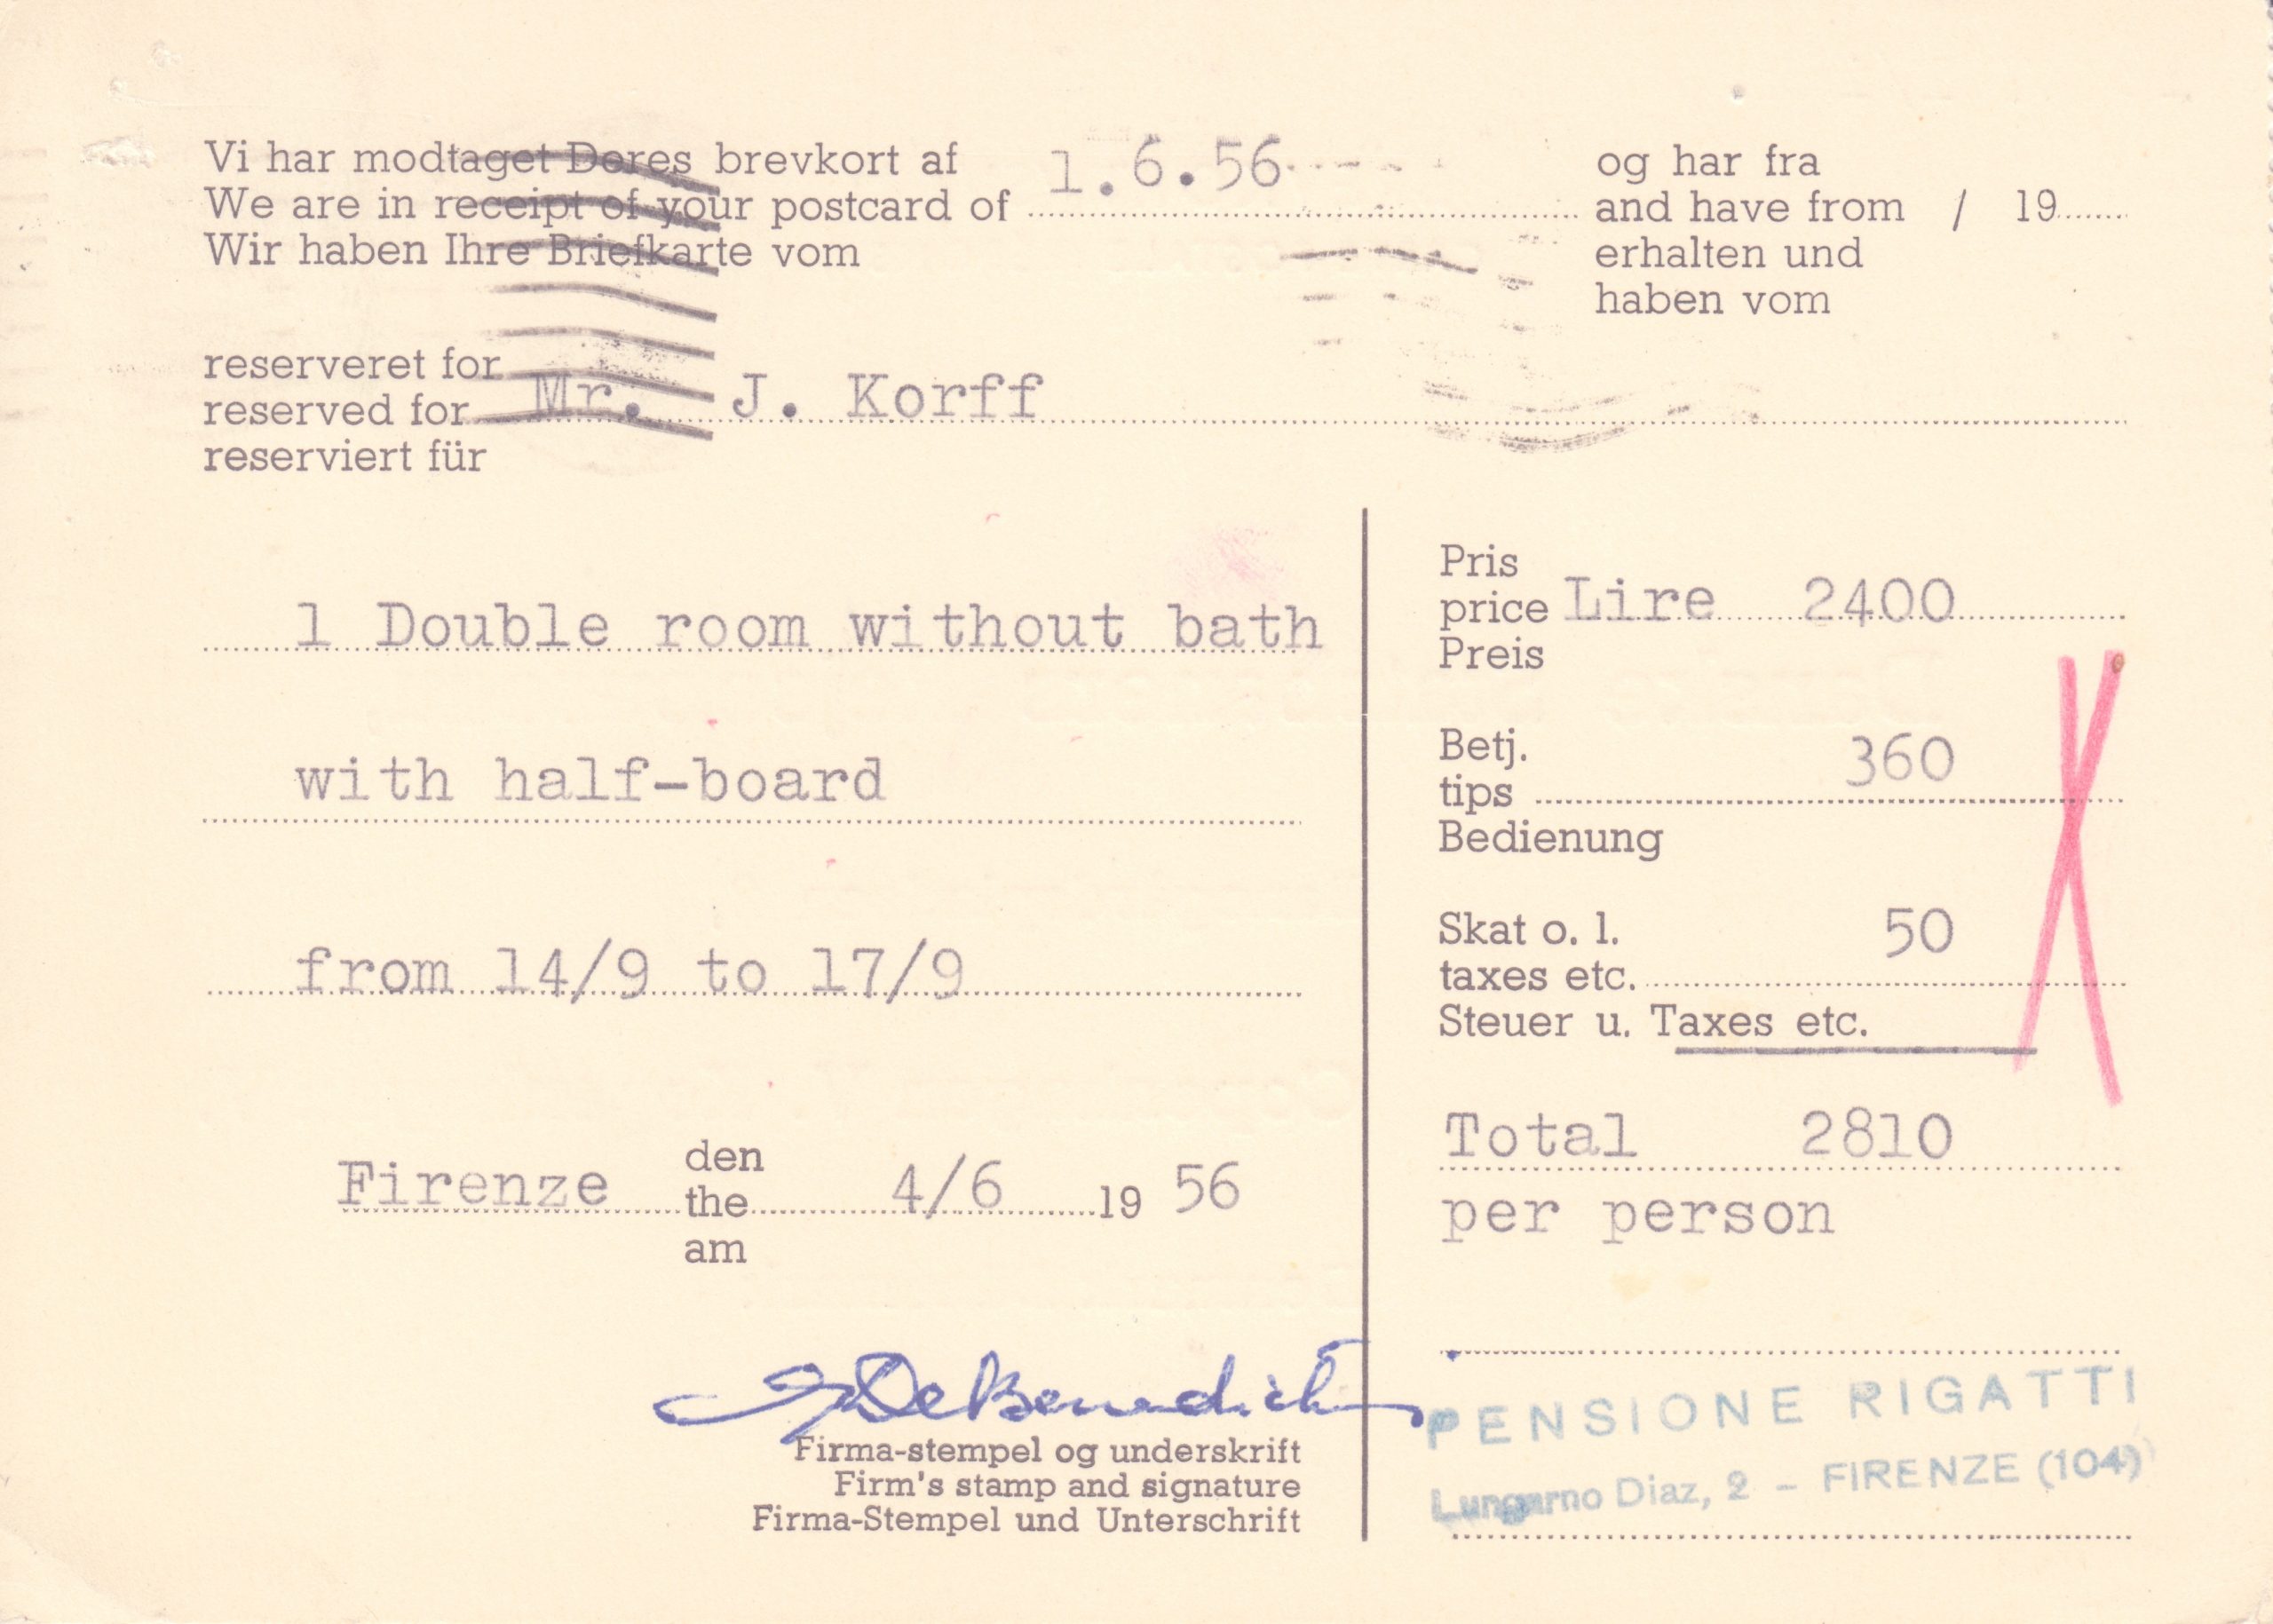 Vi har modtaget Deres brevkort af
We are in receipt of your postcard of 1.6.56
Wir haben Ihre Briefkarte vom
og har fra
and have from / 19
erhalten und
haben vom
reserveret for
reserved for Mr. J. Korff
reserviert für
1 Double room without bath
with half-board
from 14/9 to 17/9
Firenze den 4/6 19 56
the
am
Pris
price Lire 2400
Preis
Betj. 360
tips
Bedienung
Skat o. l. 50
taxes etc.
Steuer u. Taxes etc.
Total 2810
per person
Firma-stempel og underskrift
Firm's stamp and signature
Firma-Stempel und Unterschrift
PENSIONE RIGATTI
Lungarno Diaz, 2 - FIRENZE (104)